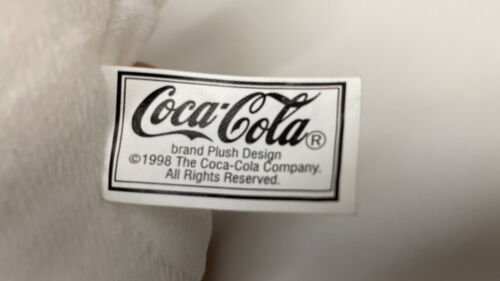 Coca-Cola®
brand Plush Design
©1998 The Coca-Cola Company.
All Rights Reserved.